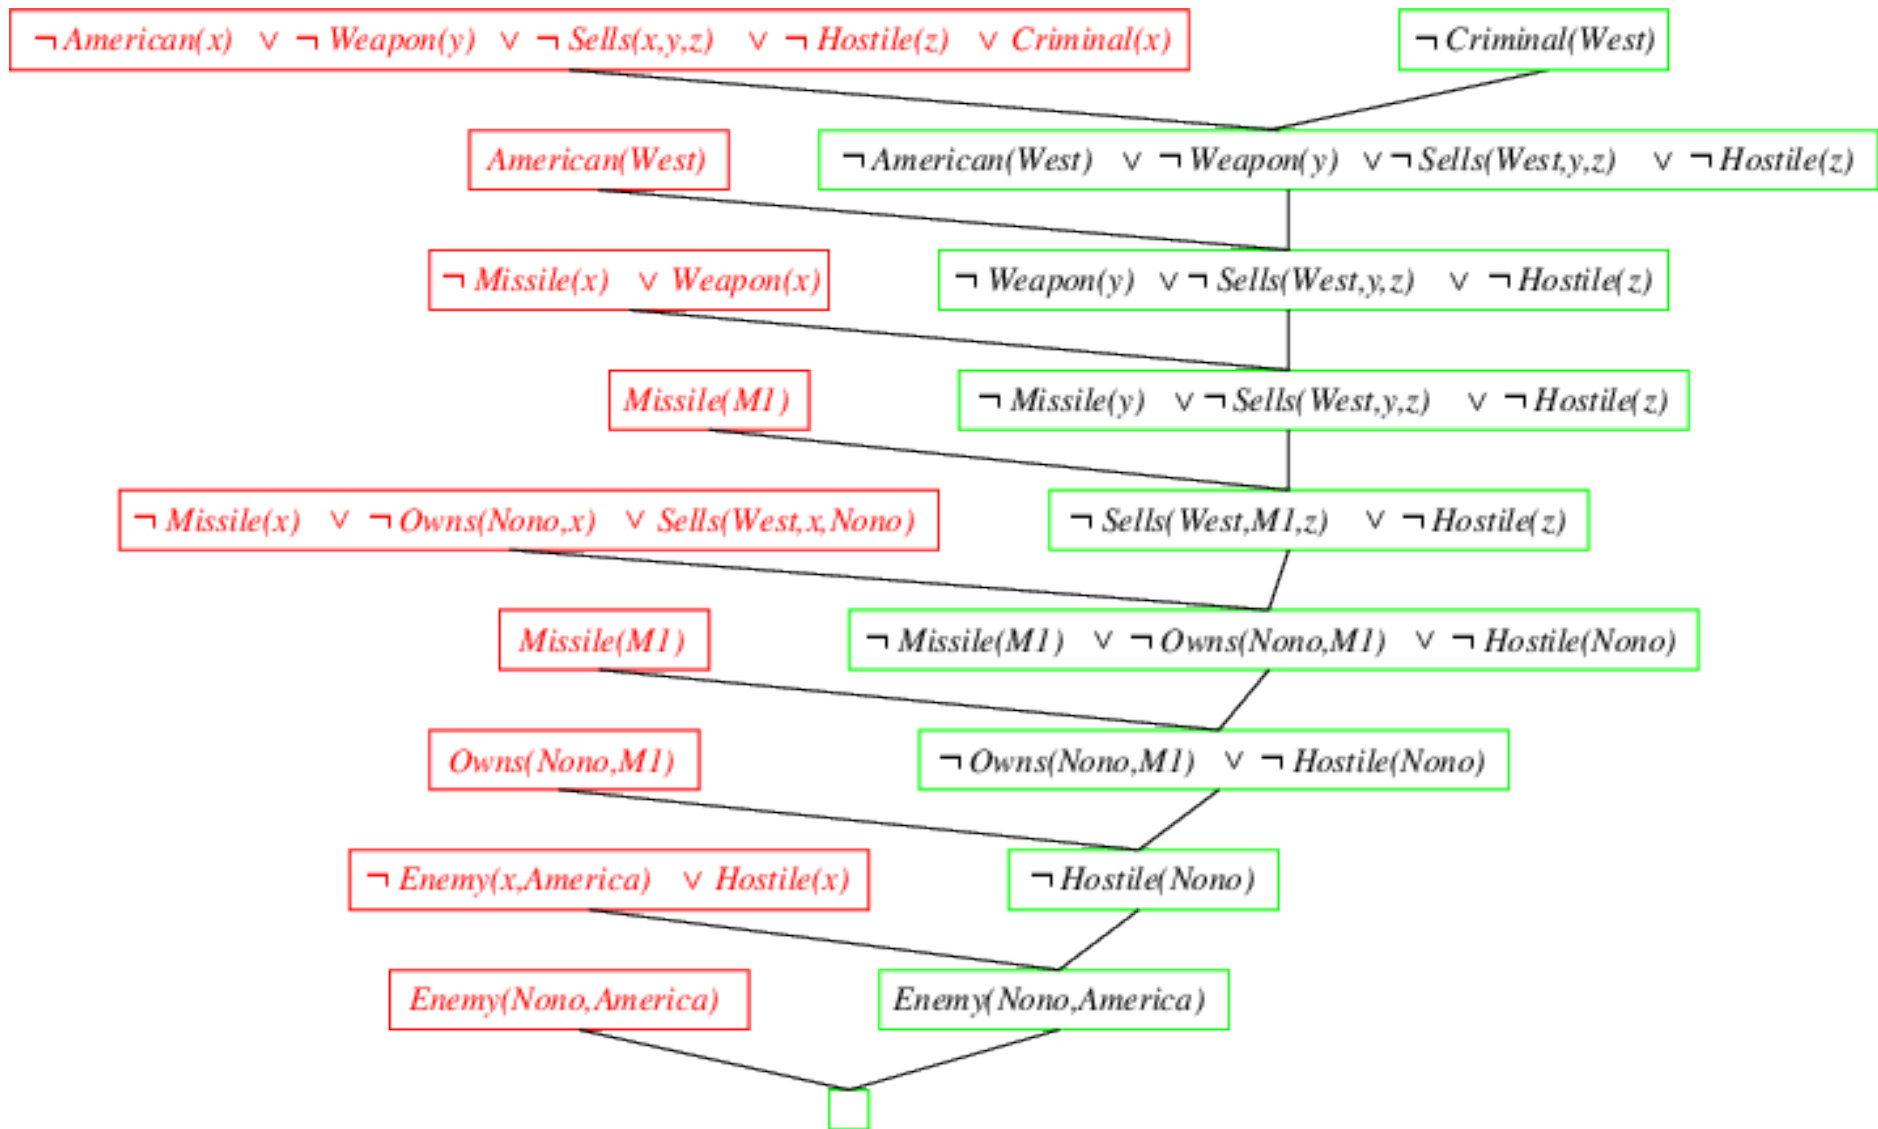 ¬ American(x) ∨ ¬ Weapon(y) ∨ ¬ Sells(x,y,z) ∨ ¬ Hostile(z) ∨ Criminal(x)
¬ Criminal(West)
American(West)
¬ American(West) ∨ ¬ Weapon(y) ∨ ¬ Sells(West,y,z) ∨ ¬ Hostile(z)
¬ Missile(x) ∨ Weapon(x)
¬ Weapon(y) ∨ ¬ Sells(West,y,z) ∨ ¬ Hostile(z)
Missile(M1)
¬ Missile(y) ∨ ¬ Sells(West,y,z) ∨ ¬ Hostile(z)
¬ Missile(x) ∨ ¬ Owns(Nono,x) ∨ Sells(West,x,Nono)
¬ Sells(West,M1,z) ∨ ¬ Hostile(z)
Missile(M1)
¬ Missile(M1) ∨ ¬ Owns(Nono,M1) ∨ ¬ Hostile(Nono)
Owns(Nono,M1)
¬ Owns(Nono,M1) ∨ ¬ Hostile(Nono)
¬ Enemy(x,America) ∨ Hostile(x)
¬ Hostile(Nono)
Enemy(Nono,America)
Enemy(Nono,America)